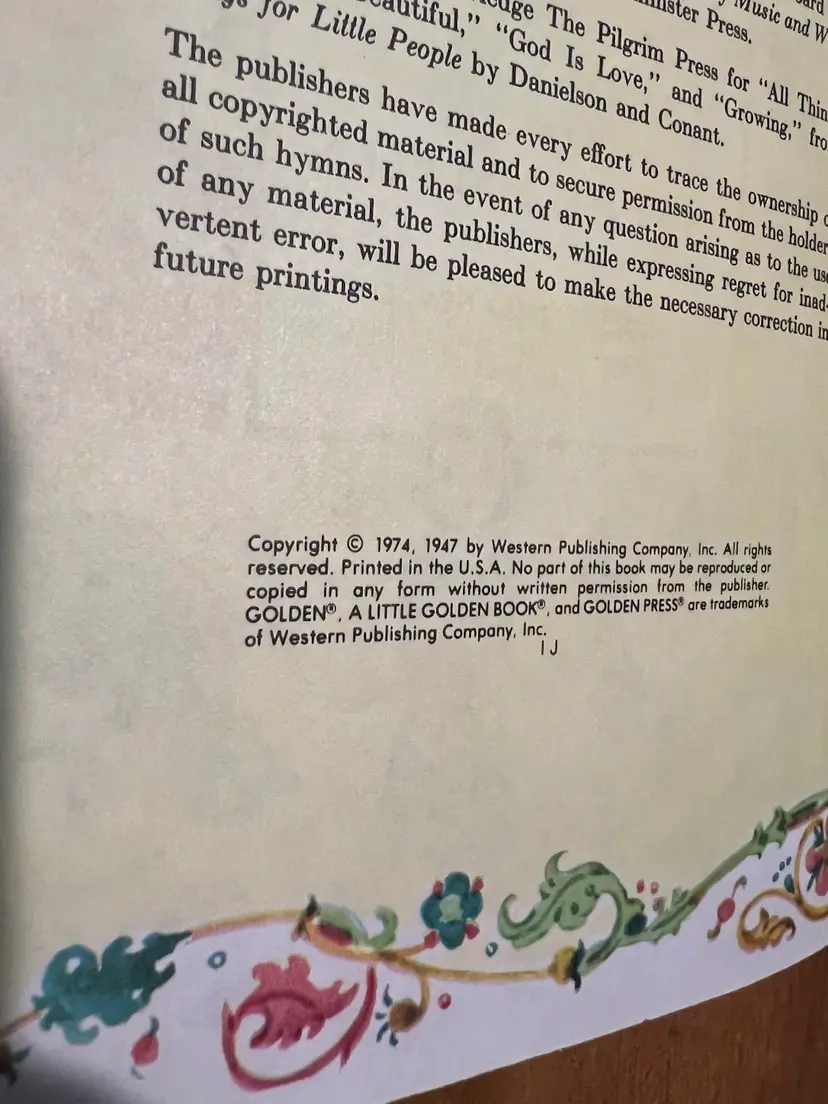 Music and
edge The Pilgrim Press for “All
eautiful,” “God Is Love,” and “Growing,”
for Little People by Danielson and Conant.
The publishers have made every effort to trace the ownership
all copyrighted material and to secure permission from the holder
of such hymns. In the event of any question arising as to the use
of any material, the publishers, while expressing regret for inad-
vertent error, will be pleased to make the necessary correction in
future printings.
Copyright © 1974, 1947 by Western Publishing Company, Inc. All rights
reserved. Printed in the U.S.A. No part of this book may be reproduced or
copied in any form without written permission from the publisher.
GOLDEN®, A LITTLE GOLDEN BOOK®, and GOLDEN PRESS® are trademarks
of Western Publishing Company, Inc.
I J